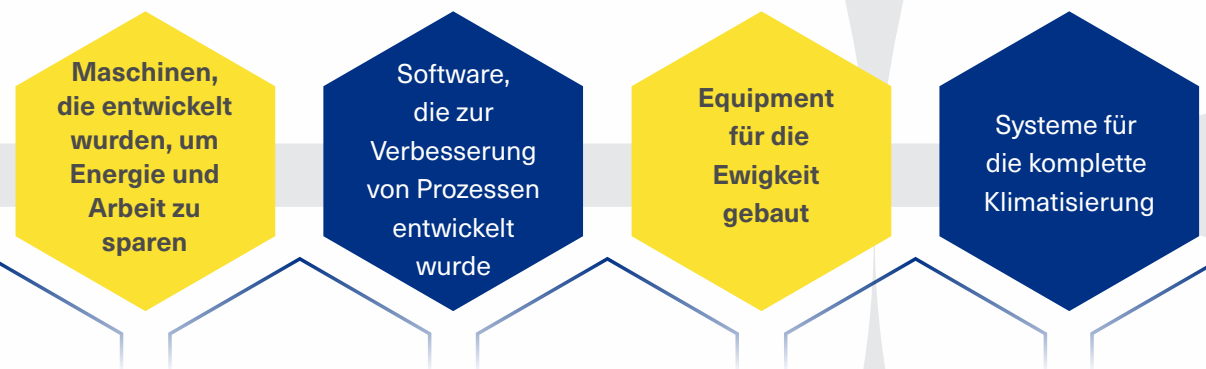 Maschinen,
die entwickelt
wurden, um
Energie und
Arbeit zu
sparen
Software,
die zur
Verbesserung
von Prozessen
entwickelt
wurde
Equipment
für die
Ewigkeit
gebaut
Systeme für
die komplette
Klimatisierung